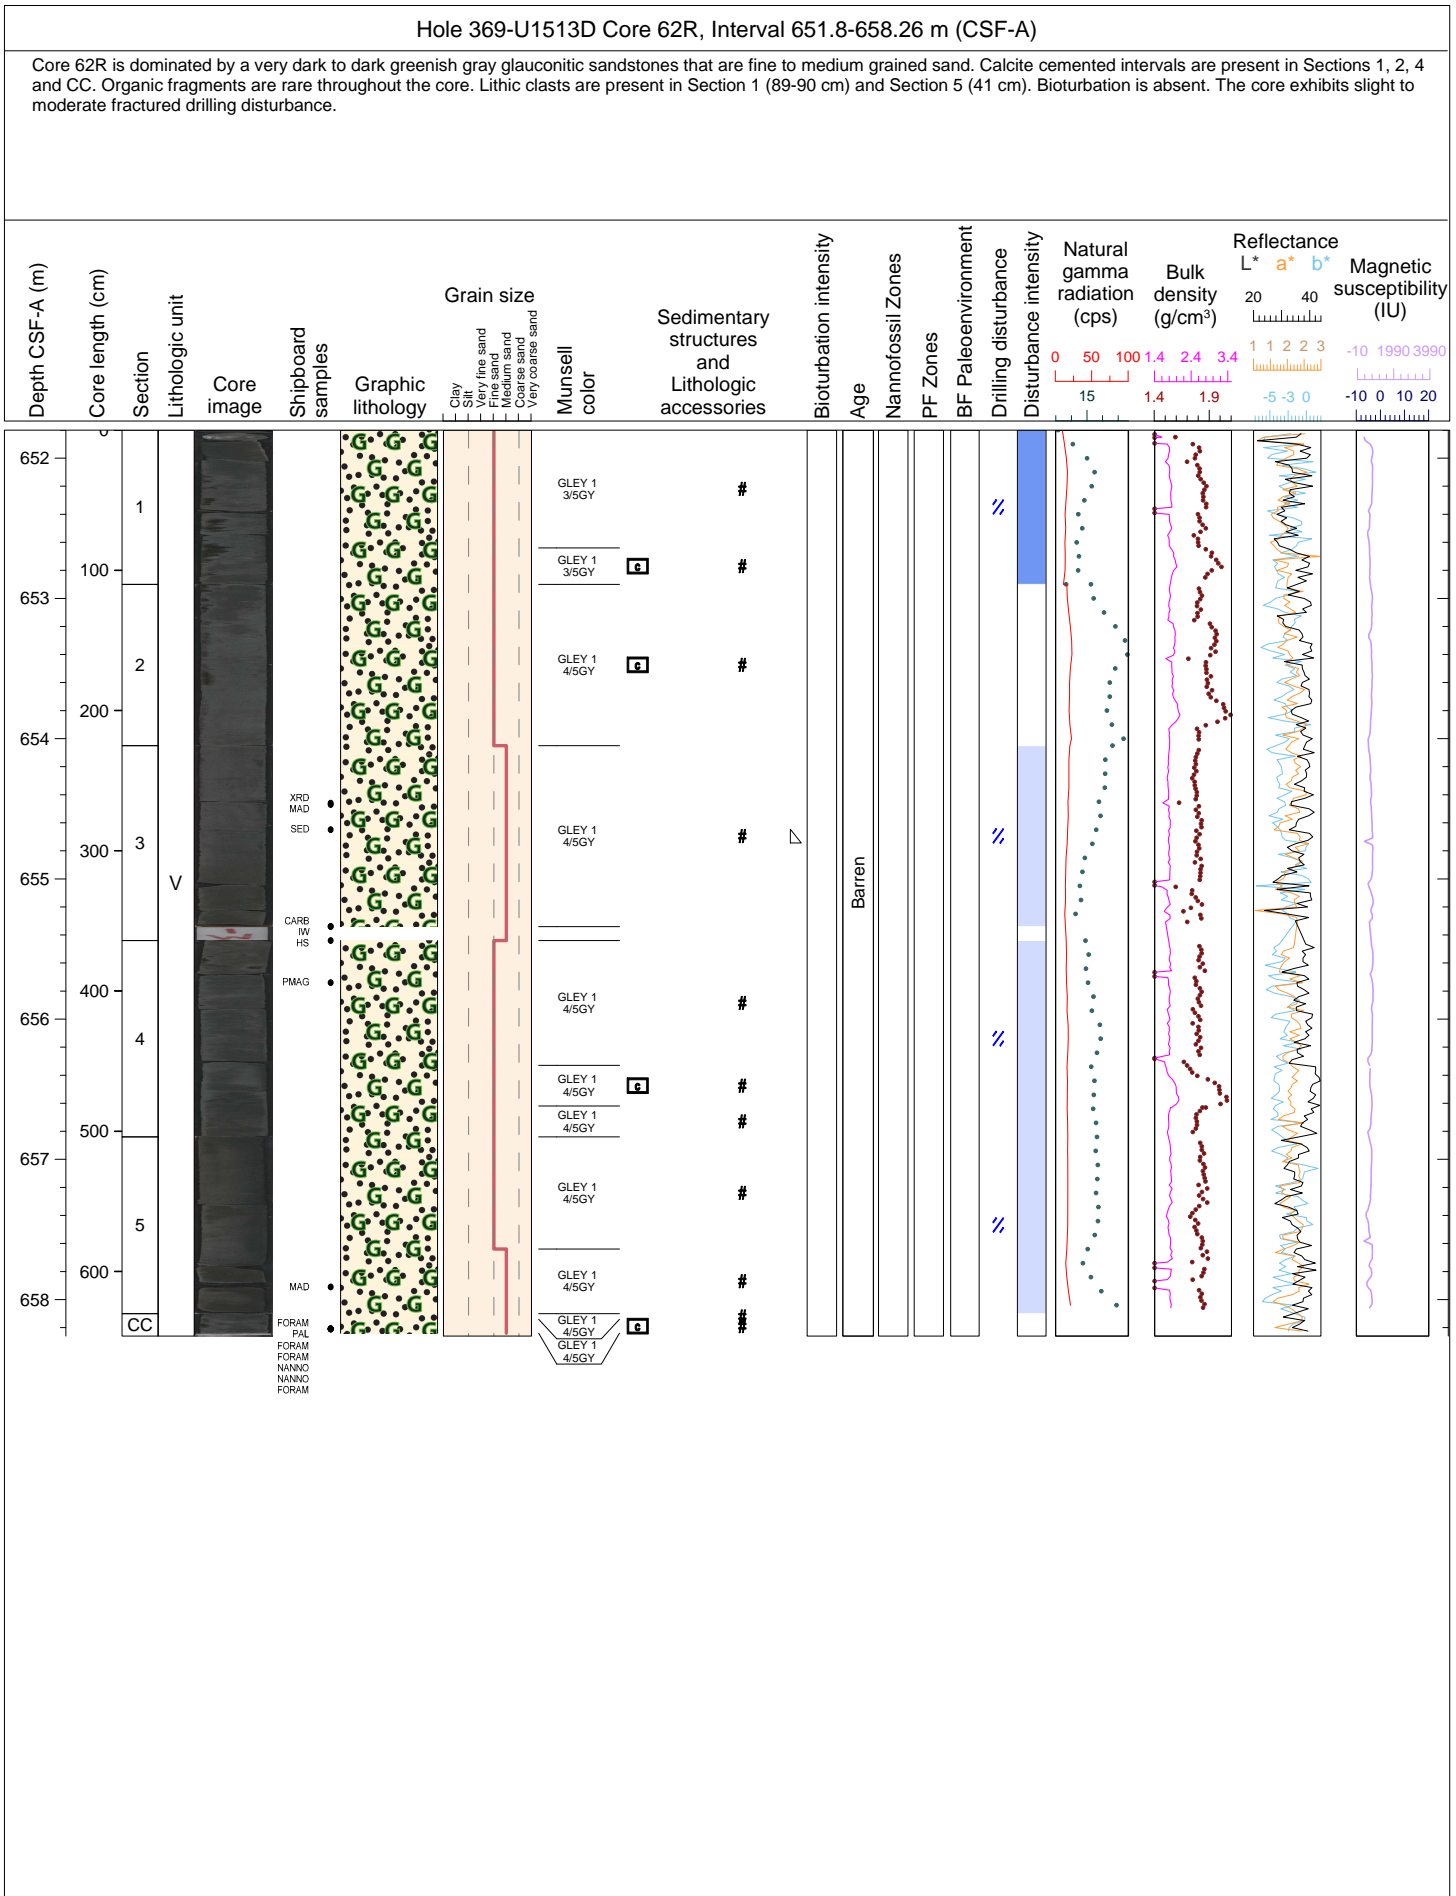 Hole 369-U1513D Core 62R, Interval 651.8-658.26 m (CSF-A)
Core 62R is dominated by a very dark to dark greenish gray glauconitic sandstones that are fine to medium grained sand. Calcite cemented intervals are present in Sections 1, 2, 4
and CC. Organic fragments are rare throughout the core. Lithic clasts are present in Section 1 (89-90 cm) and Section 5 (41 cm). Bioturbation is absent. The core exhibits slight to
moderate fractured drilling disturbance.
Depth CSF-A (m)
Core length (cm)
Section
Lithologic unit
Core
image
Shipboard
samples
Graphic
lithology
Grain size
Clay
Silt
Very fine sand
Fine sand
Medium sand
Coarse sand
Very coarse sand
Munsell
color
Sedimentary
structures
and
Lithologic
accessories
Bioturbation intensity
Age
Nannofossil Zones
PF Zones
BF Paleoenvironment
Drilling disturbance
Disturbance intensity
Natural
gamma
radiation
(cps)
0 50 100
15
Bulk
density
(g/cm³)
1.4 2.4 3.4
1.4 1.9
Reflectance
L* a* b*
20 40
1 1 2 2 3
-5 -3 0
Magnetic
susceptibility
(IU)
-10 1990 3990
-10 0 10 20
652
653
654
655
656
657
658
0
100
200
300
400
500
600
1
2
3
4
5
CC
V
XRD
MAD
SED
CARB
IW
HS
PMAG
MAD
FORAM
PAL
FORAM
FORAM
NANNO
NANNO
FORAM
GLEY 1
3/5GY
GLEY 1
3/5GY
GLEY 1
4/5GY
GLEY 1
4/5GY
GLEY 1
4/5GY
GLEY 1
4/5GY
GLEY 1
4/5GY
GLEY 1
4/5GY
GLEY 1
4/5GY
GLEY 1
4/5GY
GLEY 1
4/5GY
c
c
c
c
Barren